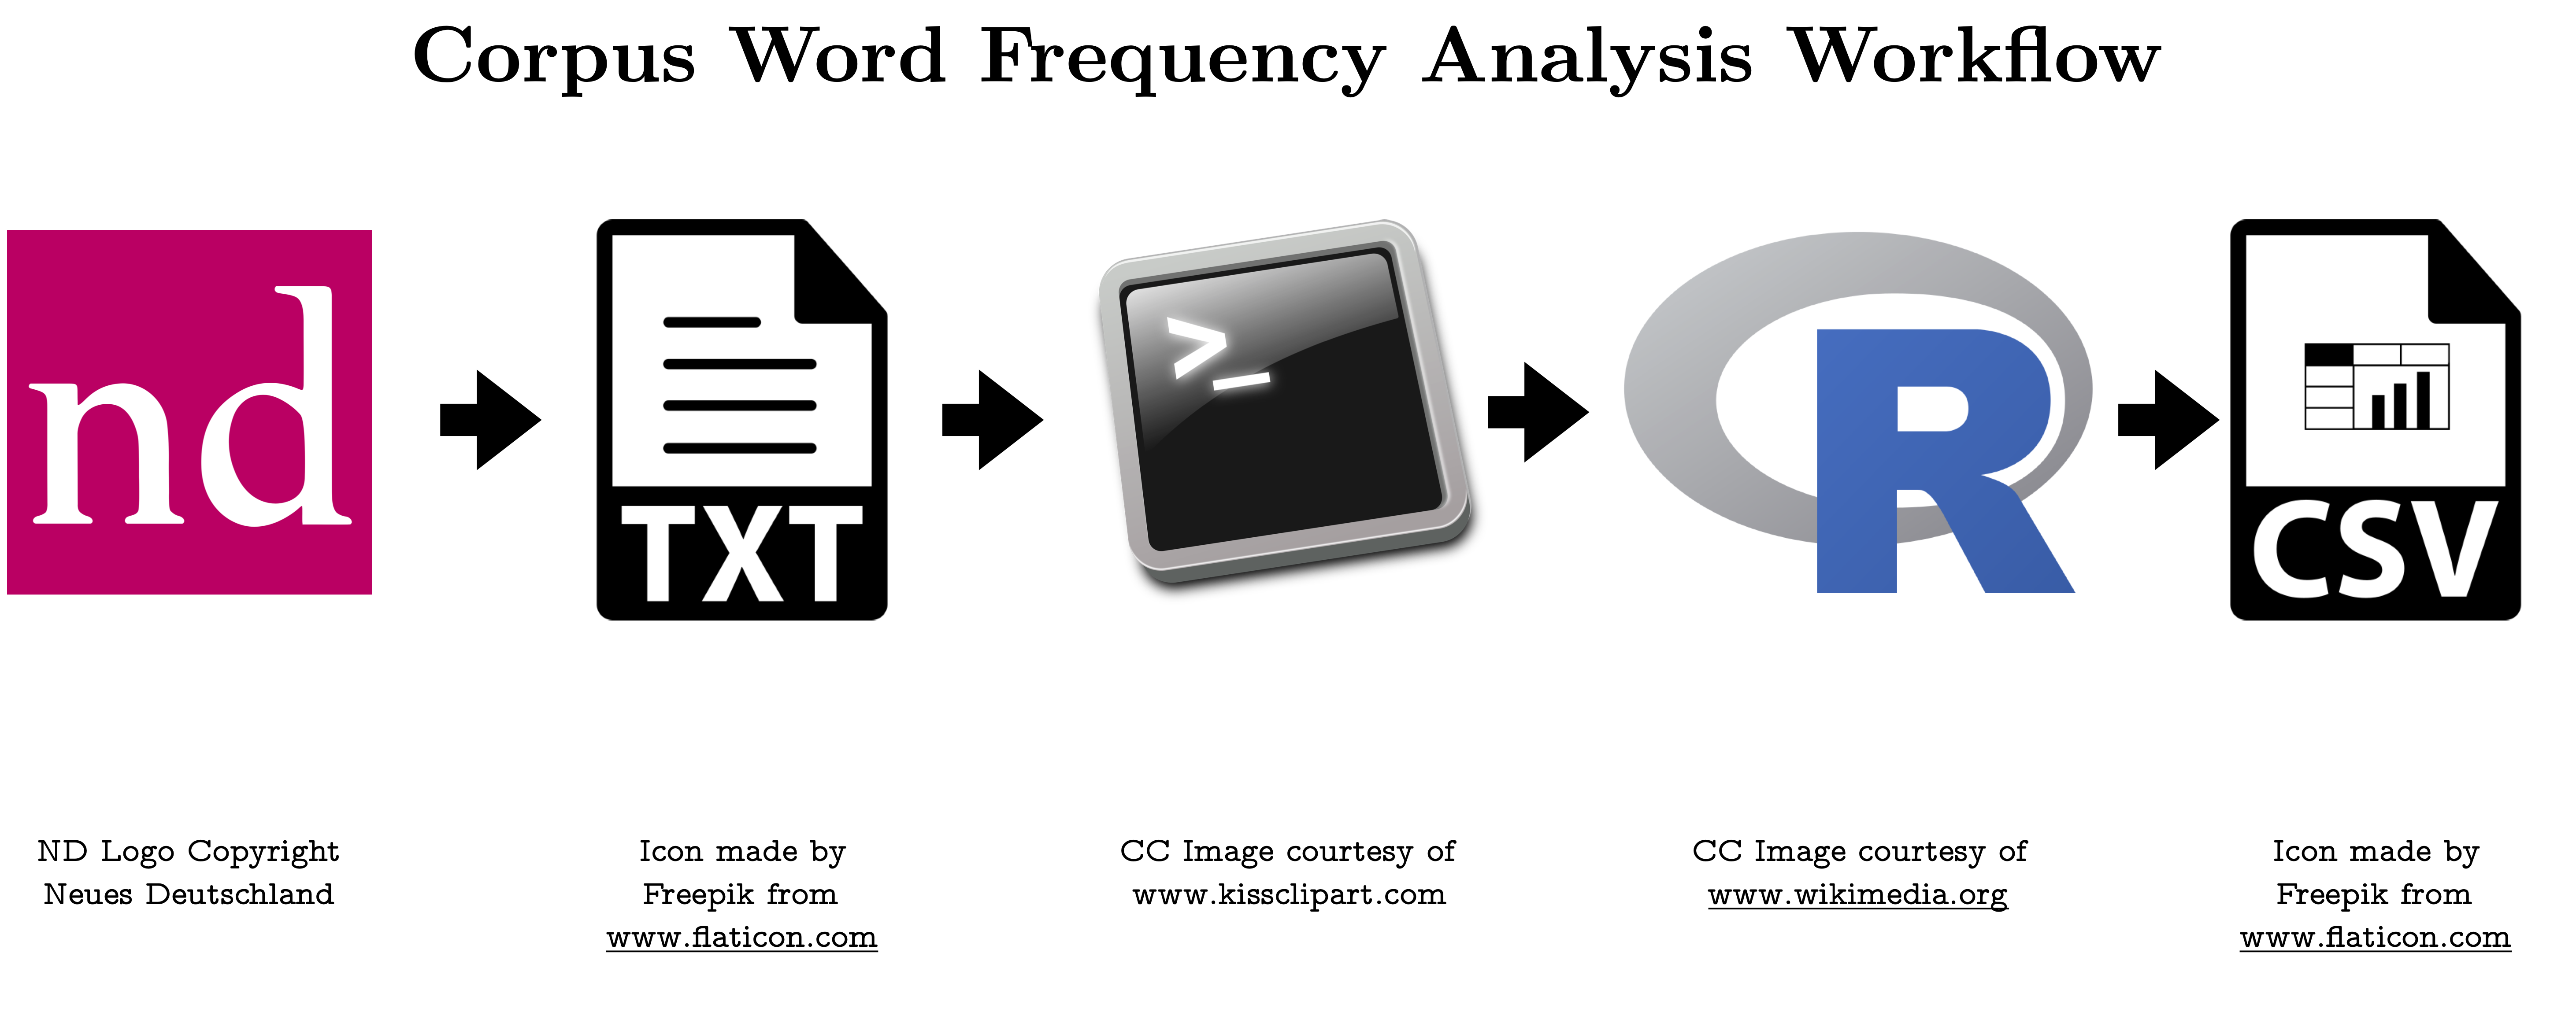 Corpus Word Frequency Analysis Workflow
nd
TXT
>_
R
CSV
ND Logo Copyright
Neues Deutschland
Icon made by
Freepik from
www.flaticon.com
CC Image courtesy of
www.kissclipart.com
CC Image courtesy of
www.wikimedia.org
Icon made by
Freepik from
www.flaticon.com